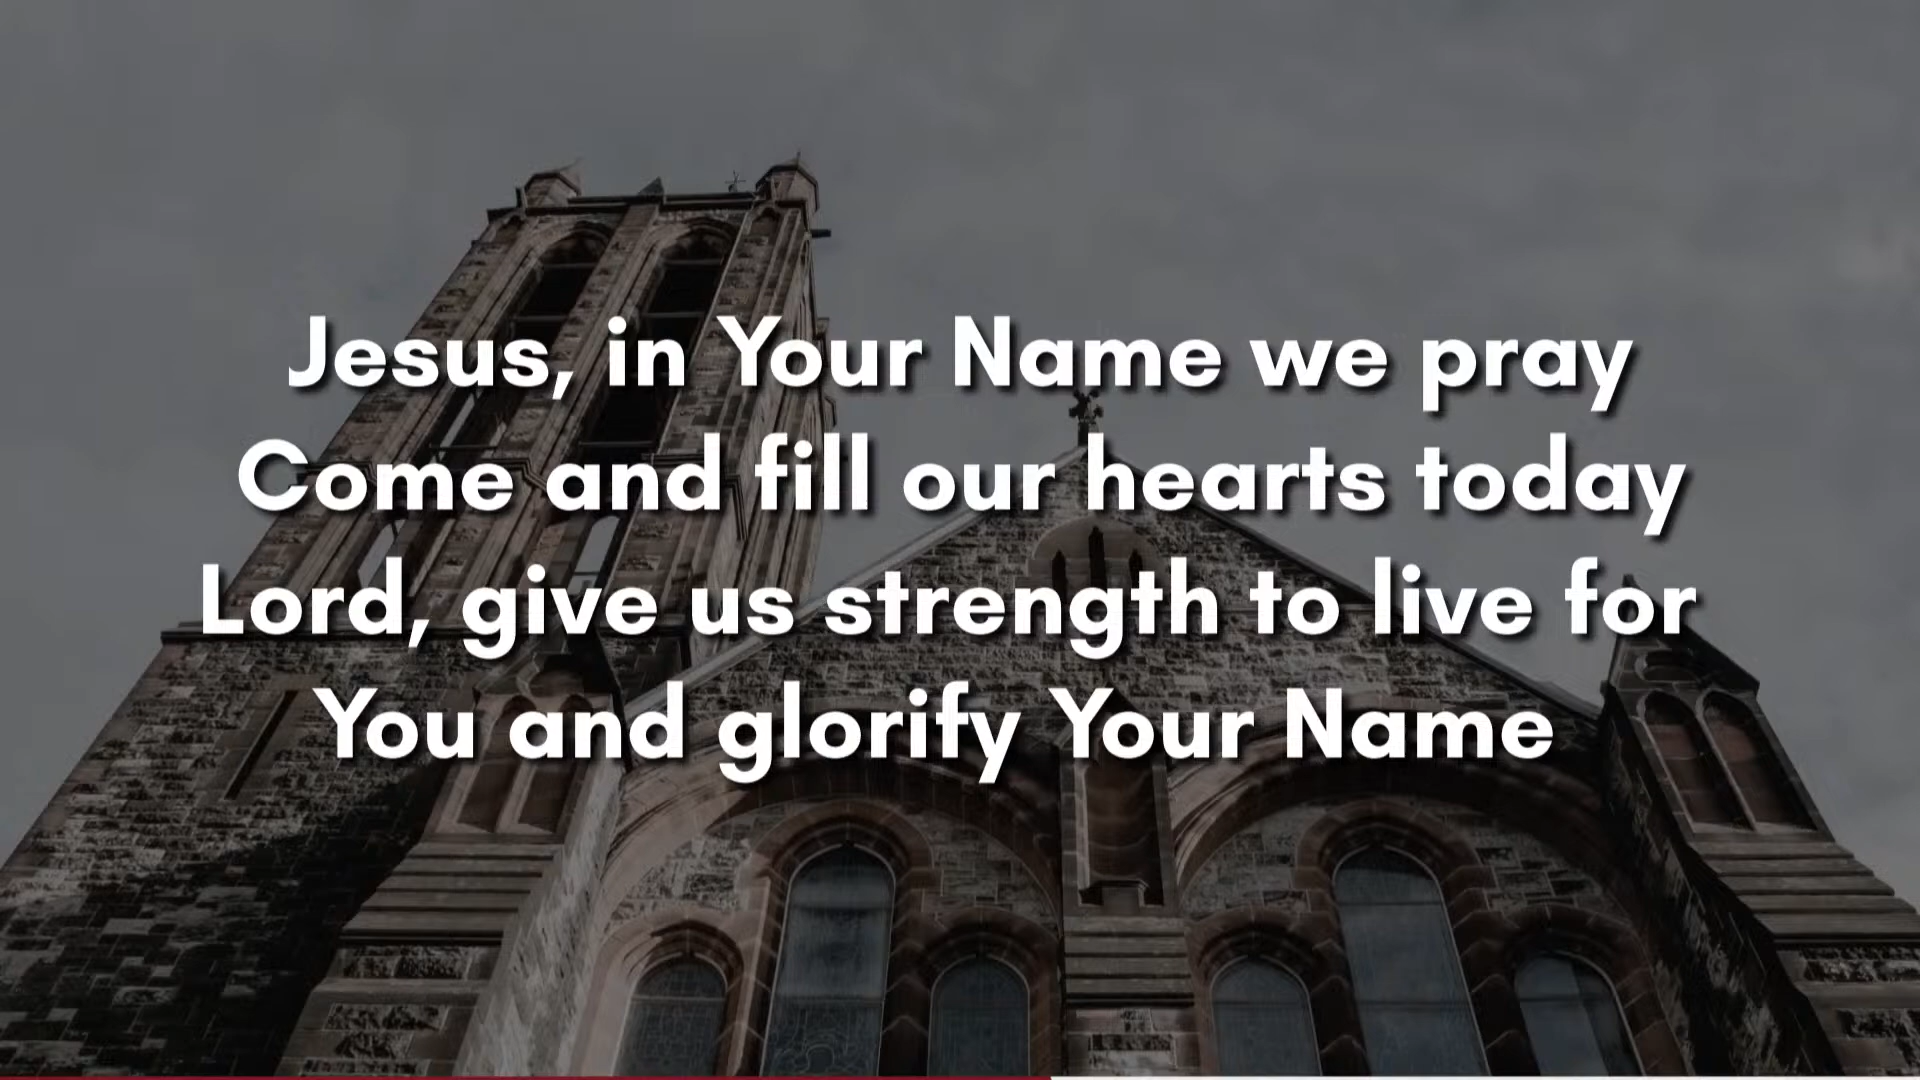 Jesus, in Your Name we pray
Come and fill our hearts today
Lord, give us strength to live for
You and glorify Your Name